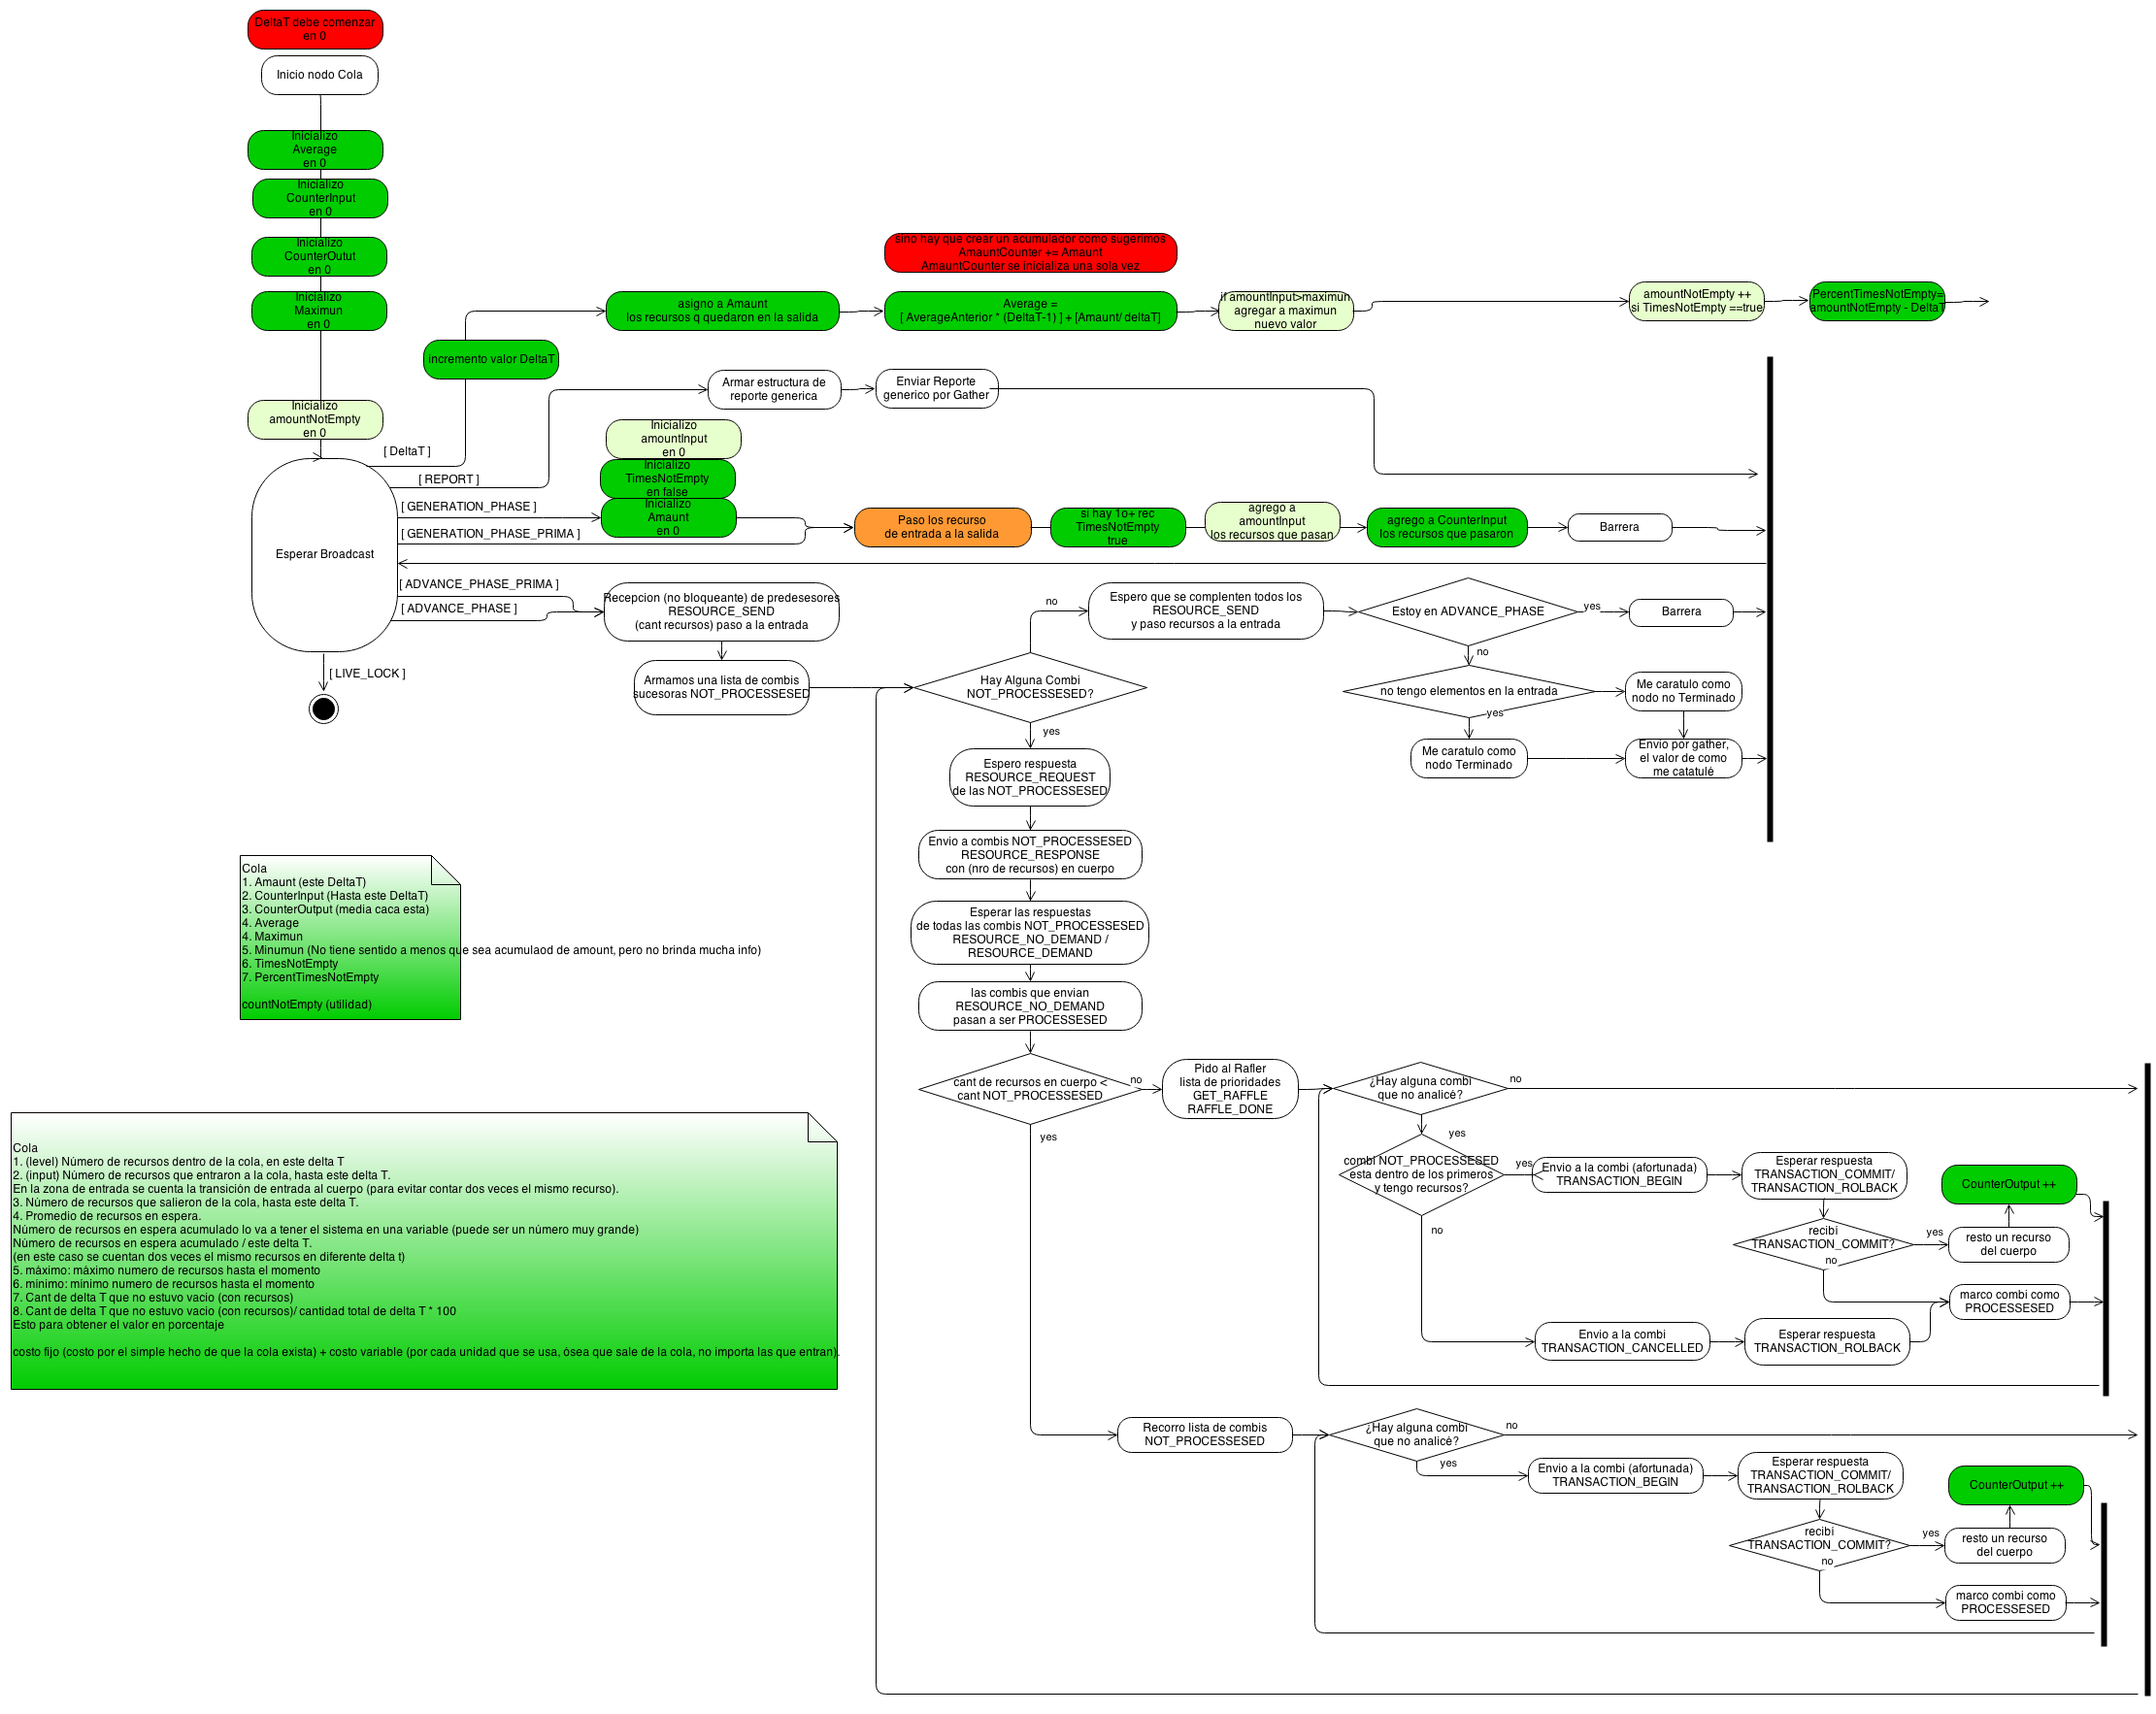 DeltaT debe comenzar
en 0
Inicio nodo Cola
Inicializo
Average
en 0
Inicializo
CounterInput
en 0
Inicializo
CounterOutut
en 0
Inicializo
Maximun
en 0
Inicializo
amountNotEmpty
en 0
sino hay que crear un acumulador como sugerimos
AmauntCounter += Amaunt
AmauntCounter se inicializa una sola vez
incremento valor DeltaT
asigno a Amaunt
los recursos q quedaron en la salida
Average =
[ AverageAnterior * (DeltaT-1) ] + [Amaunt/ deltaT]
if amountInput>maximun
agregar a maximun
nuevo valor
amountNotEmpty ++
si TimesNotEmpty ==true
PercentTimesNotEmpty=
amountNotEmpty - DeltaT
[ DeltaT ]
[ REPORT ]
Armar estructura de
reporte generica
Enviar Reporte
generico por Gather
Inicializo
amountInput
en 0
Inicializo
TimesNotEmpty
en false
Inicializo
Amaunt
en 0
[ GENERATION_PHASE ]
[ GENERATION_PHASE_PRIMA ]
Paso los recurso
de entrada a la salida
si hay 1o+ rec
TimesNotEmpty
true
agrego a
amountInput
los recursos que pasan
agrego a CounterInput
los recursos que pasaron
Barrera
Esperar Broadcast
[ ADVANCE_PHASE_PRIMA ]
[ ADVANCE_PHASE ]
[ LIVE_LOCK ]
Recepcion (no bloqueante) de predesesores
RESOURCE_SEND
(cant recursos) paso a la entrada
Armamos una lista de combis
sucesoras NOT_PROCESSESED
Hay Alguna Combi
NOT_PROCESSESED?
no
Espero que se complenten todos los
RESOURCE_SEND
y paso recursos a la entrada
Estoy en ADVANCE_PHASE
yes
Barrera
no
no tengo elementos en la entrada
Me caratulo como
nodo no Terminado
yes
Me caratulo como
nodo Terminado
Envio por gather,
el valor de como
me catatulé
yes
Espero respuesta
RESOURCE_REQUEST
de las NOT_PROCESSESED
Envio a combis NOT_PROCESSESED
RESOURCE_RESPONSE
con (nro de recursos) en cuerpo
Esperar las respuestas
de todas las combis NOT_PROCESSESED
RESOURCE_NO_DEMAND /
RESOURCE_DEMAND
las combis que envian
RESOURCE_NO_DEMAND
pasan a ser PROCESSESED
cant de recursos en cuerpo <
cant NOT_PROCESSESED
no
yes
Pido al Rafler
lista de prioridades
GET_RAFFLE
RAFFLE_DONE
¿Hay alguna combi
que no analicé?
no
yes
combi NOT_PROCESSESED
esta dentro de los primeros
y tengo recursos?
yes
Envio a la combi (afortunada)
TRANSACTION_BEGIN
Esperar respuesta
TRANSACTION_COMMIT/
TRANSACTION_ROLBACK
CounterOutput ++
recibi
TRANSACTION_COMMIT?
yes
resto un recurso
del cuerpo
no
no
marco combi como
PROCESSESED
Envio a la combi
TRANSACTION_CANCELLED
Esperar respuesta
TRANSACTION_ROLBACK
Recorro lista de combis
NOT_PROCESSESED
¿Hay alguna combi
que no analicé?
no
yes
Envio a la combi (afortunada)
TRANSACTION_BEGIN
Esperar respuesta
TRANSACTION_COMMIT/
TRANSACTION_ROLBACK
CounterOutput ++
recibi
TRANSACTION_COMMIT?
yes
resto un recurso
del cuerpo
no
marco combi como
PROCESSESED
Cola
1. Amaunt (este DeltaT)
2. CounterInput (Hasta este DeltaT)
3. CounterOutput (media caca esta)
4. Average
4. Maximun
5. Minumun (No tiene sentido a menos que sea acumulaod de amount, pero no brinda mucha info)
6. TimesNotEmpty
7. PercentTimesNotEmpty
countNotEmpty (utilidad)
Cola
1. (level) Número de recursos dentro de la cola, en este delta T
2. (input) Número de recursos que entraron a la cola, hasta este delta T.
En la zona de entrada se cuenta la transición de entrada al cuerpo (para evitar contar dos veces el mismo recurso).
3. Número de recursos que salieron de la cola, hasta este delta T.
4. Promedio de recursos en espera.
Número de recursos en espera acumulado lo va a tener el sistema en una variable (puede ser un número muy grande)
Número de recursos en espera acumulado / este delta T.
(en este caso se cuentan dos veces el mismo recursos en diferente delta t)
5. máximo: máximo numero de recursos hasta el momento
6. mínimo: mínimo numero de recursos hasta el momento
7. Cant de delta T que no estuvo vacio (con recursos)
8. Cant de delta T que no estuvo vacio (con recursos)/ cantidad total de delta T * 100
Esto para obtener el valor en porcentaje
costo fijo (costo por el simple hecho de que la cola exista) + costo variable (por cada unidad que se usa, ósea que sale de la cola, no importa las que entran).